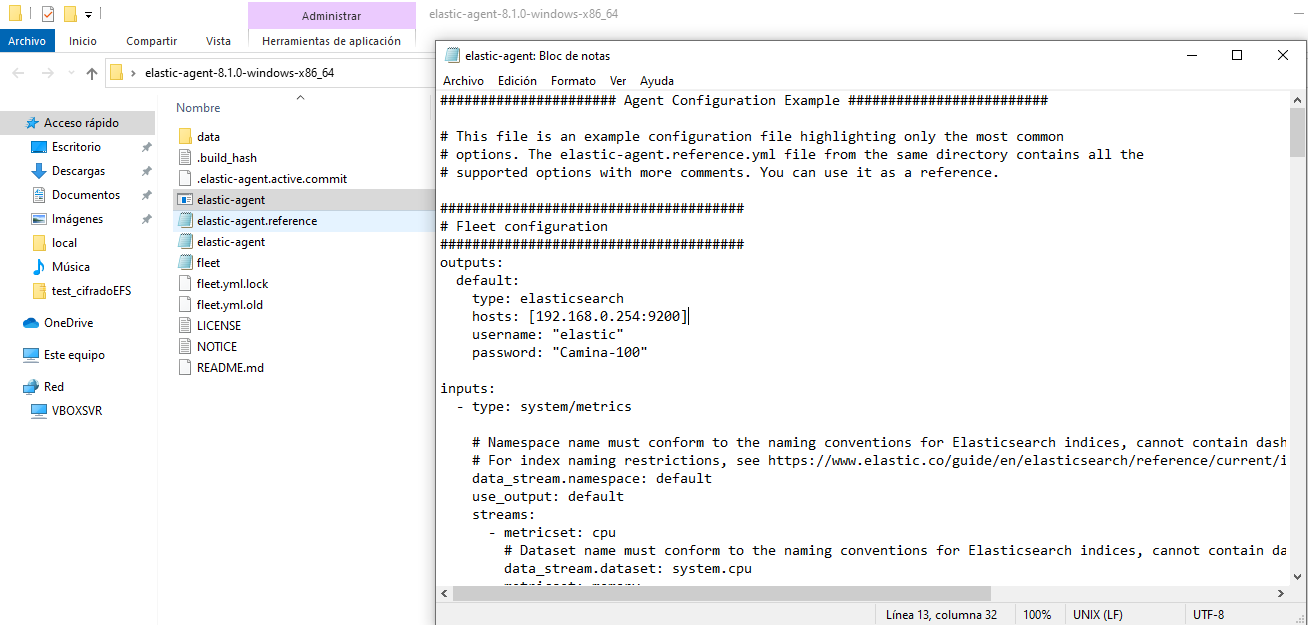 Administrar
elastic-agent-8.1.0-windows-x86_64
Archivo
Inicio
Compartir
Vista
Herramientas de aplicación
elastic-agent-8.1.0-windows-x86_64
Acceso rápido
Escritorio
Descargas
Documentos
Imágenes
local
Música
test_cifradoEFS
OneDrive
Este equipo
Red
VBOXSVR
Nombre
data
.build_hash
.elastic-agent.active.commit
elastic-agent
elastic-agent.reference
elastic-agent
fleet
fleet.yml.lock
fleet.yml.old
LICENSE
NOTICE
README.md
elastic-agent: Bloc de notas
Archivo Edición Formato Ver Ayuda
###################### Agent Configuration Example #########################
# This file is an example configuration file highlighting only the most common
# options. The elastic-agent.reference.yml file from the same directory contains all the
# supported options with more comments. You can use it as a reference.
######################################
# Fleet configuration
######################################
outputs:
  default:
    type: elasticsearch
    hosts: [192.168.0.254:9200]
    username: "elastic"
    password: "Camina-100"
inputs:
  - type: system/metrics
    # Namespace name must conform to the naming conventions for Elasticsearch indices, cannot contain dash
    # For index naming restrictions, see https://www.elastic.co/guide/en/elasticsearch/reference/current/i
    data_stream.namespace: default
    use_output: default
    streams:
      - metricset: cpu
        # Dataset name must conform to the naming conventions for Elasticsearch indices, cannot contain da
        data_stream.dataset: system.cpu
Línea 13, columna 32
100%
UNIX (LF)
UTF-8